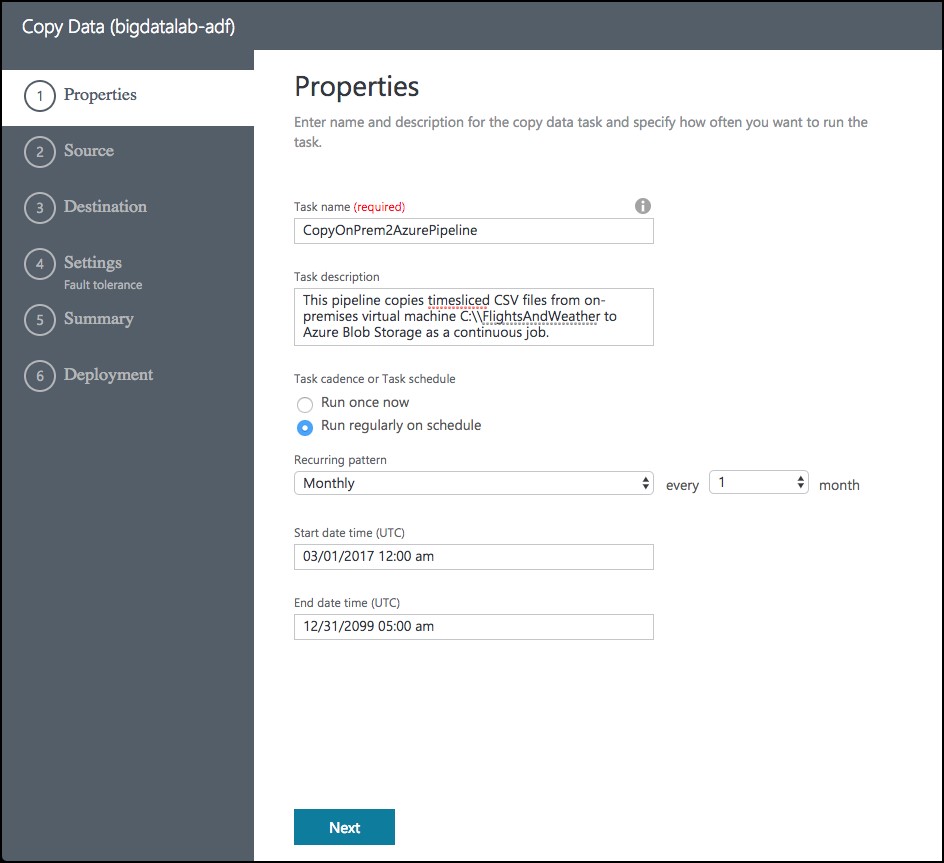 Copy Data (bigdatalab-adf)
1 Properties
2 Source
3 Destination
4 Settings
Fault tolerance
5 Summary
6 Deployment
Properties
Enter name and description for the copy data task and specify how often you want to run the
task.
Task name (required)
CopyOnPrem2AzurePipeline
Task description
This pipeline copies timesliced CSV files from on-
premises virtual machine C:\\FlightsAndWeather to
Azure Blob Storage as a continuous job.
Task cadence or Task schedule
Run once now
Run regularly on schedule
Recurring pattern
Monthly every 1 month
Start date time (UTC)
03/01/2017 12:00 am
End date time (UTC)
12/31/2099 05:00 am
Next